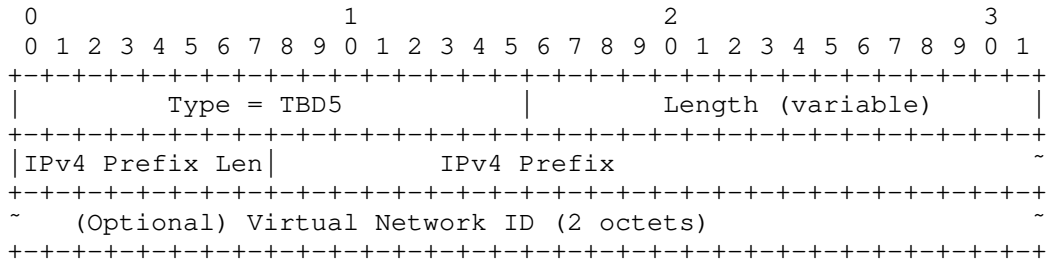 0                   1                   2                   3
 0 1 2 3 4 5 6 7 8 9 0 1 2 3 4 5 6 7 8 9 0 1 2 3 4 5 6 7 8 9 0 1
+-+-+-+-+-+-+-+-+-+-+-+-+-+-+-+-+-+-+-+-+-+-+-+-+-+-+-+-+-+-+-+-+
|         Type = TBD5           |        Length (variable)      |
+-+-+-+-+-+-+-+-+-+-+-+-+-+-+-+-+-+-+-+-+-+-+-+-+-+-+-+-+-+-+-+-+
|IPv4 Prefix Len|          IPv4 Prefix                          ~
+-+-+-+-+-+-+-+-+-+-+-+-+-+-+-+-+-+-+-+-+-+-+-+-+-+-+-+-+-+-+-+-+
~   (Optional) Virtual Network ID (2 octets)                    ~
+-+-+-+-+-+-+-+-+-+-+-+-+-+-+-+-+-+-+-+-+-+-+-+-+-+-+-+-+-+-+-+-+